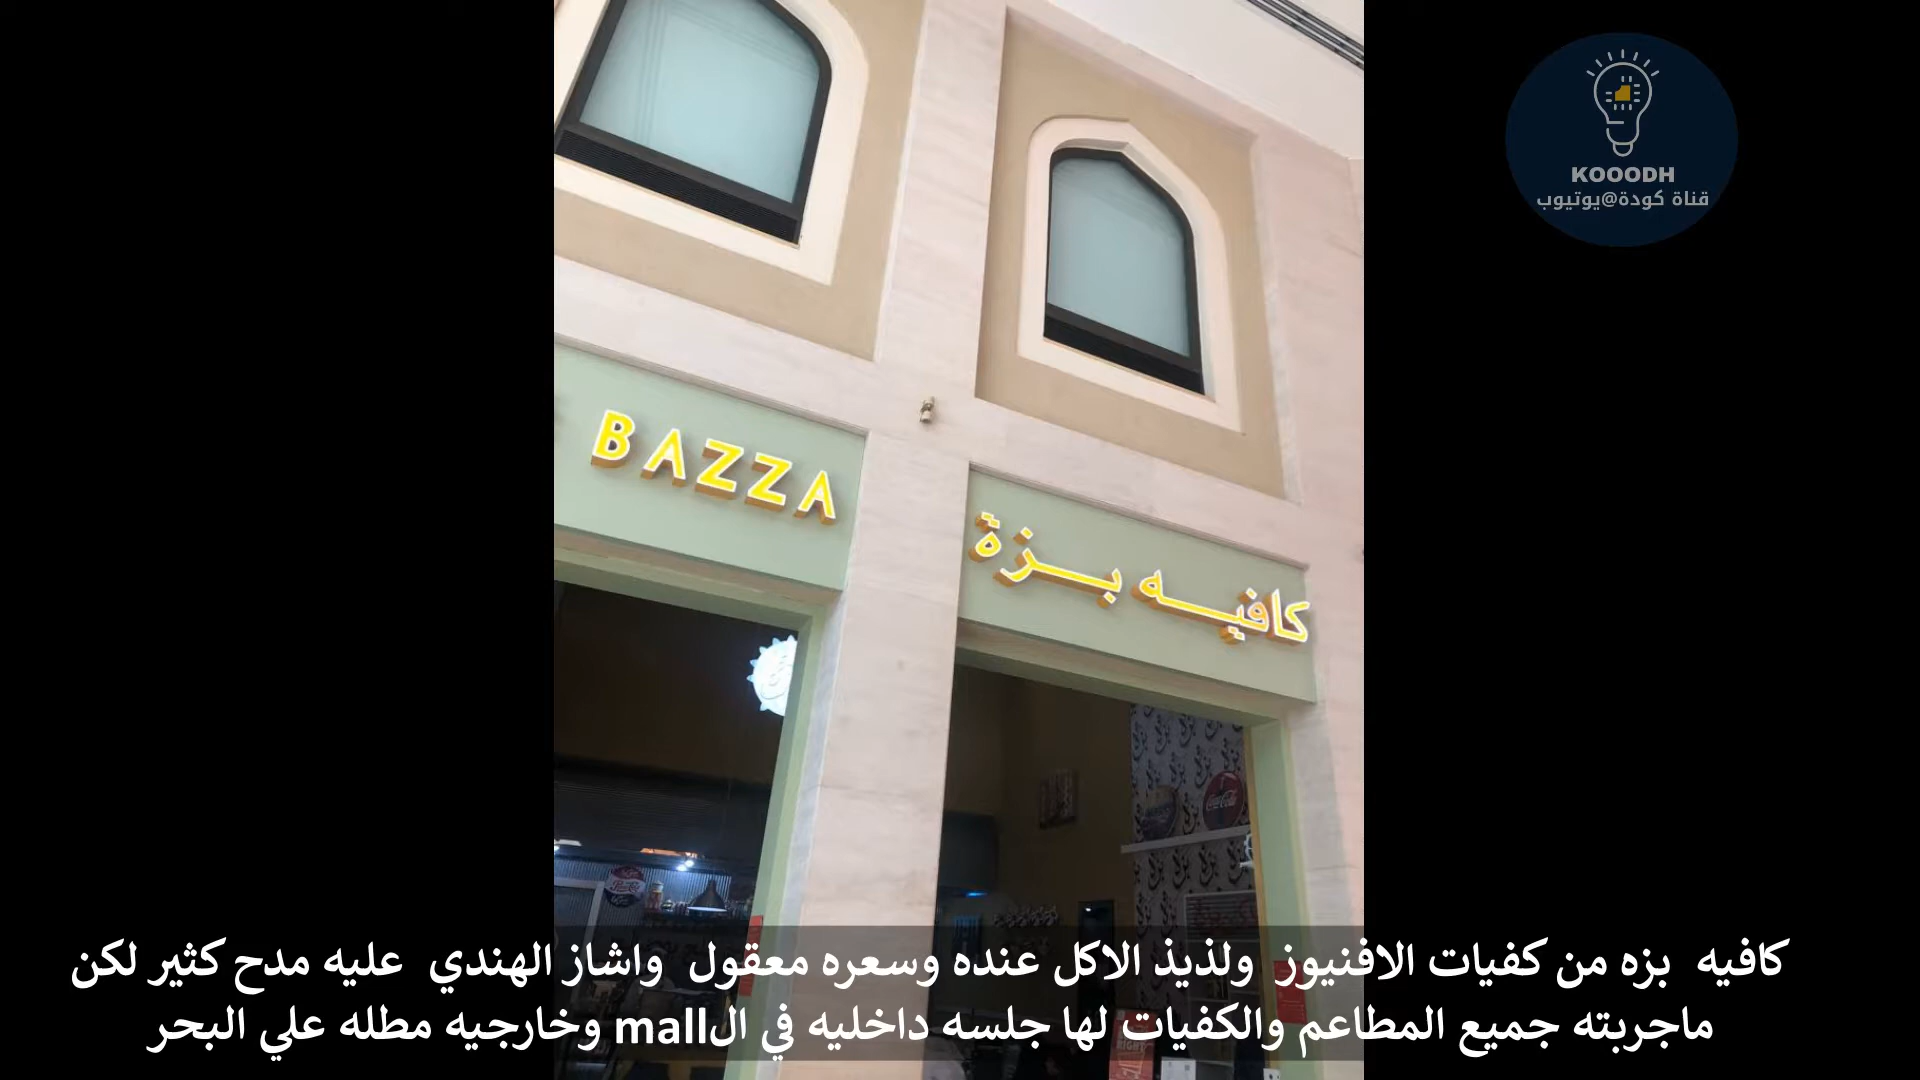 KOOODH
قناة كودة@يوتيوب
BAZZA
كافيه بزة
كافيه بزه من كفيات الافنيوز ولذيذ الاكل عنده وسعره معقول واشاز الهندي عليه مدح كثير لكن
ماجربته جميع المطاعم والكفيات لها جلسه داخليه في الmall وخارجيه مطله علي البحر